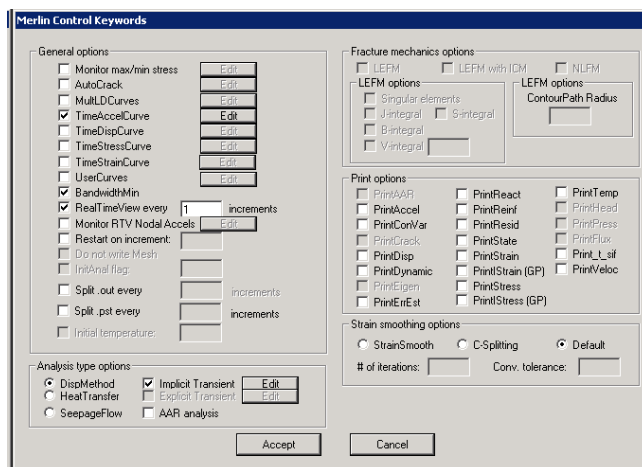 Merlin Control Keywords
General options
Monitor max/min stress Edit
AutoCrack Edit
MultLDCurves Edit
TimeAccelCurve Edit
TimeDispCurve Edit
TimeStressCurve Edit
TimeStrainCurve Edit
UserCurves Edit
BandwidthMin
RealTimeView every 1 increments
Monitor RTV Nodal Accels Edit
Restart on increment:
Do not write Mesh
InitAnal flag:
Split .out every increments
Split .pst every increments
Initial temperature:
Analysis type options
DispMethod Implicit Transient Edit
HeatTransfer Explicit Transient Edit
SeepageFlow AAR analysis
Fracture mechanics options
LEFM LEFM with ICM NLFM
LEFM options
Singular elements
J-integral S-integral
B-integral
V-integral
LEFM options
ContourPath Radius
Print options
PrintAAR
PrintAccel
PrintConVar
PrintCrack
PrintDisp
PrintDynamic
PrintEigen
PrintErrEst
PrintReact
PrintReinf
PrintResid
PrintState
PrintStrain
PrintIStrain (GP)
PrintStress
PrintIStress (GP)
PrintTemp
PrintHead
PrintPress
PrintFlux
Print_t_sif
PrintVeloc
Strain smoothing options
StrainSmooth C-Splitting Default
# of iterations: Conv. tolerance:
Accept Cancel